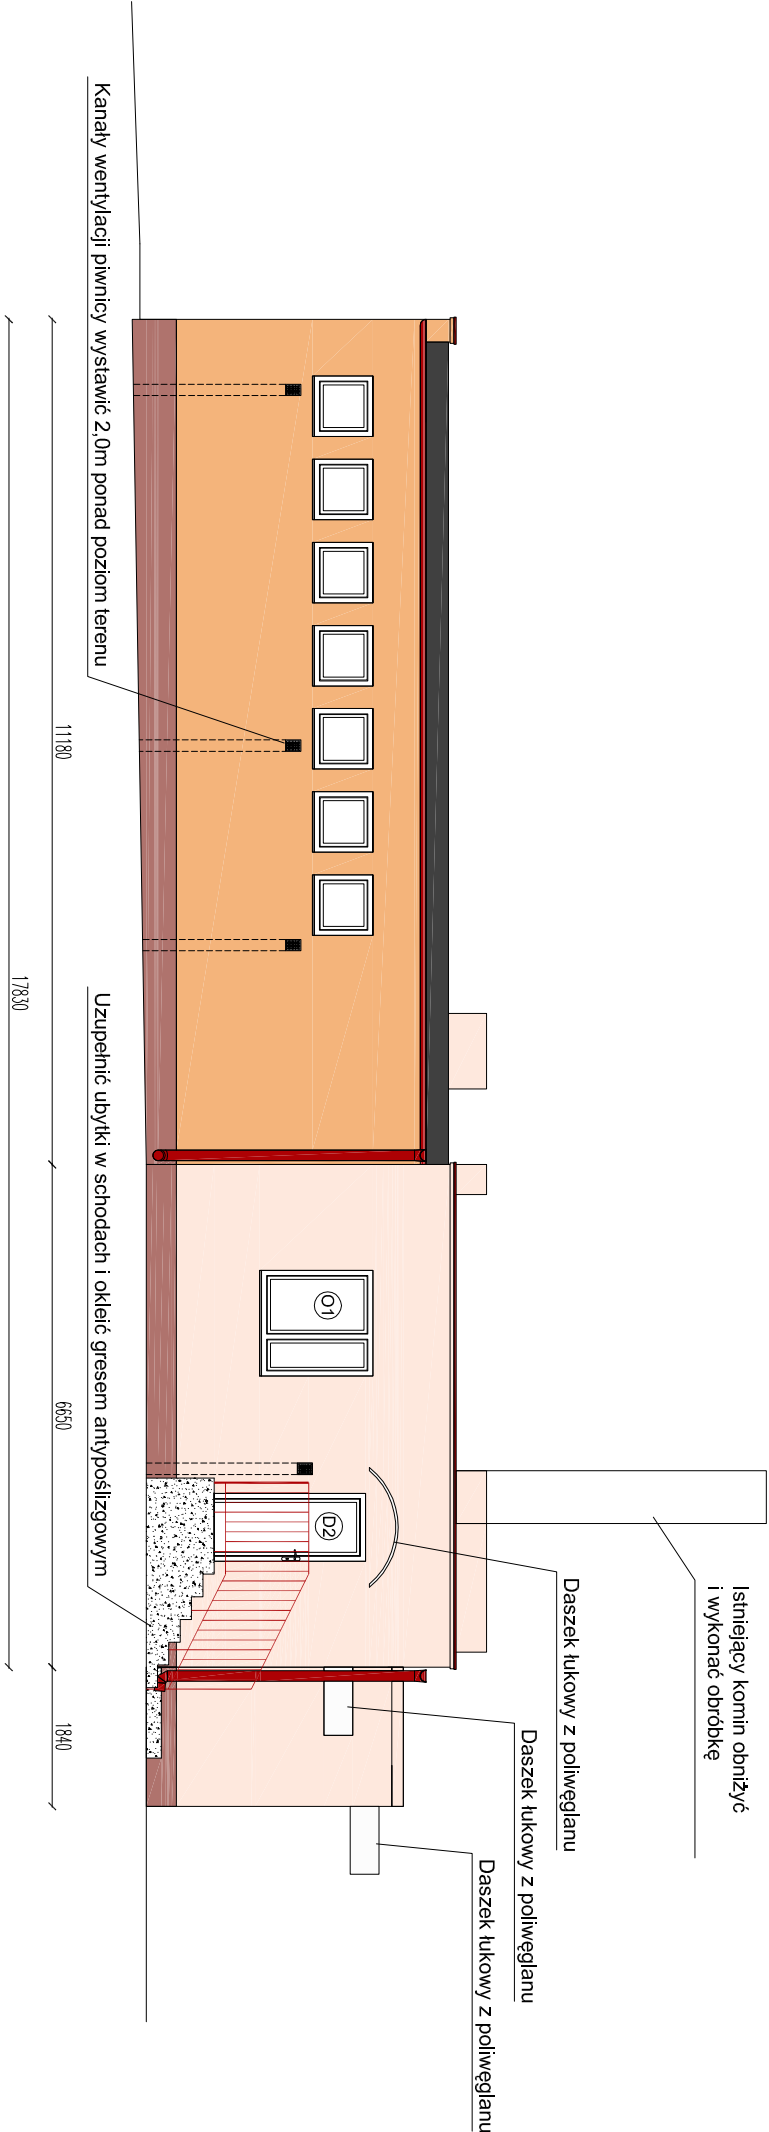 Istniejący komin obniżyć
i wykonać obróbkę
Daszek łukowy z poliwęglanu
Daszek łukowy z poliwęglanu
Daszek łukowy z poliwęglanu
O1
D2
Kanały wentylacji piwnicy wystawić 2,0m ponad poziom terenu
Uzupełnić ubytki w schodach i okleić gresem antypoślizgowym
11180
6650
1840
17830